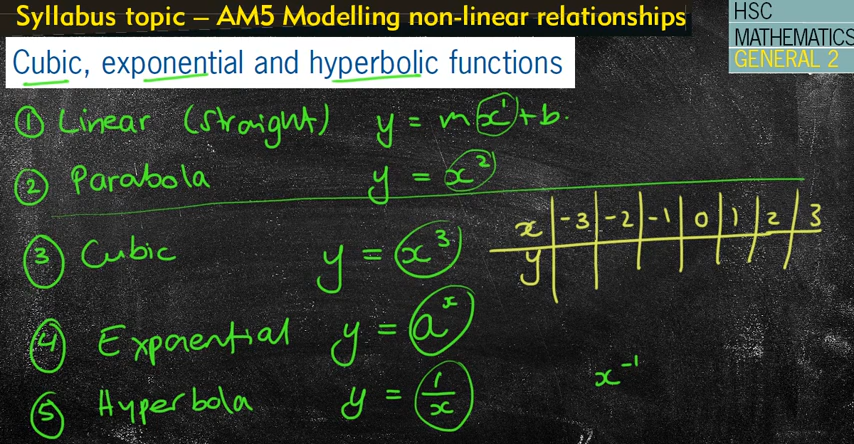 Syllabus topic – AM5 Modelling non-linear relationships
HSC
MATHEMATICS
GENERAL 2
Cubic, exponential and hyperbolic functions
① Linear (straight) y = mx¹+b.
② Parabola y = x²
x -3 -2 -1 0 1 2 3
y
③ Cubic y = x³
④ Expoential y = aˣ
⑤ Hyperbola y = 1/x
x⁻¹